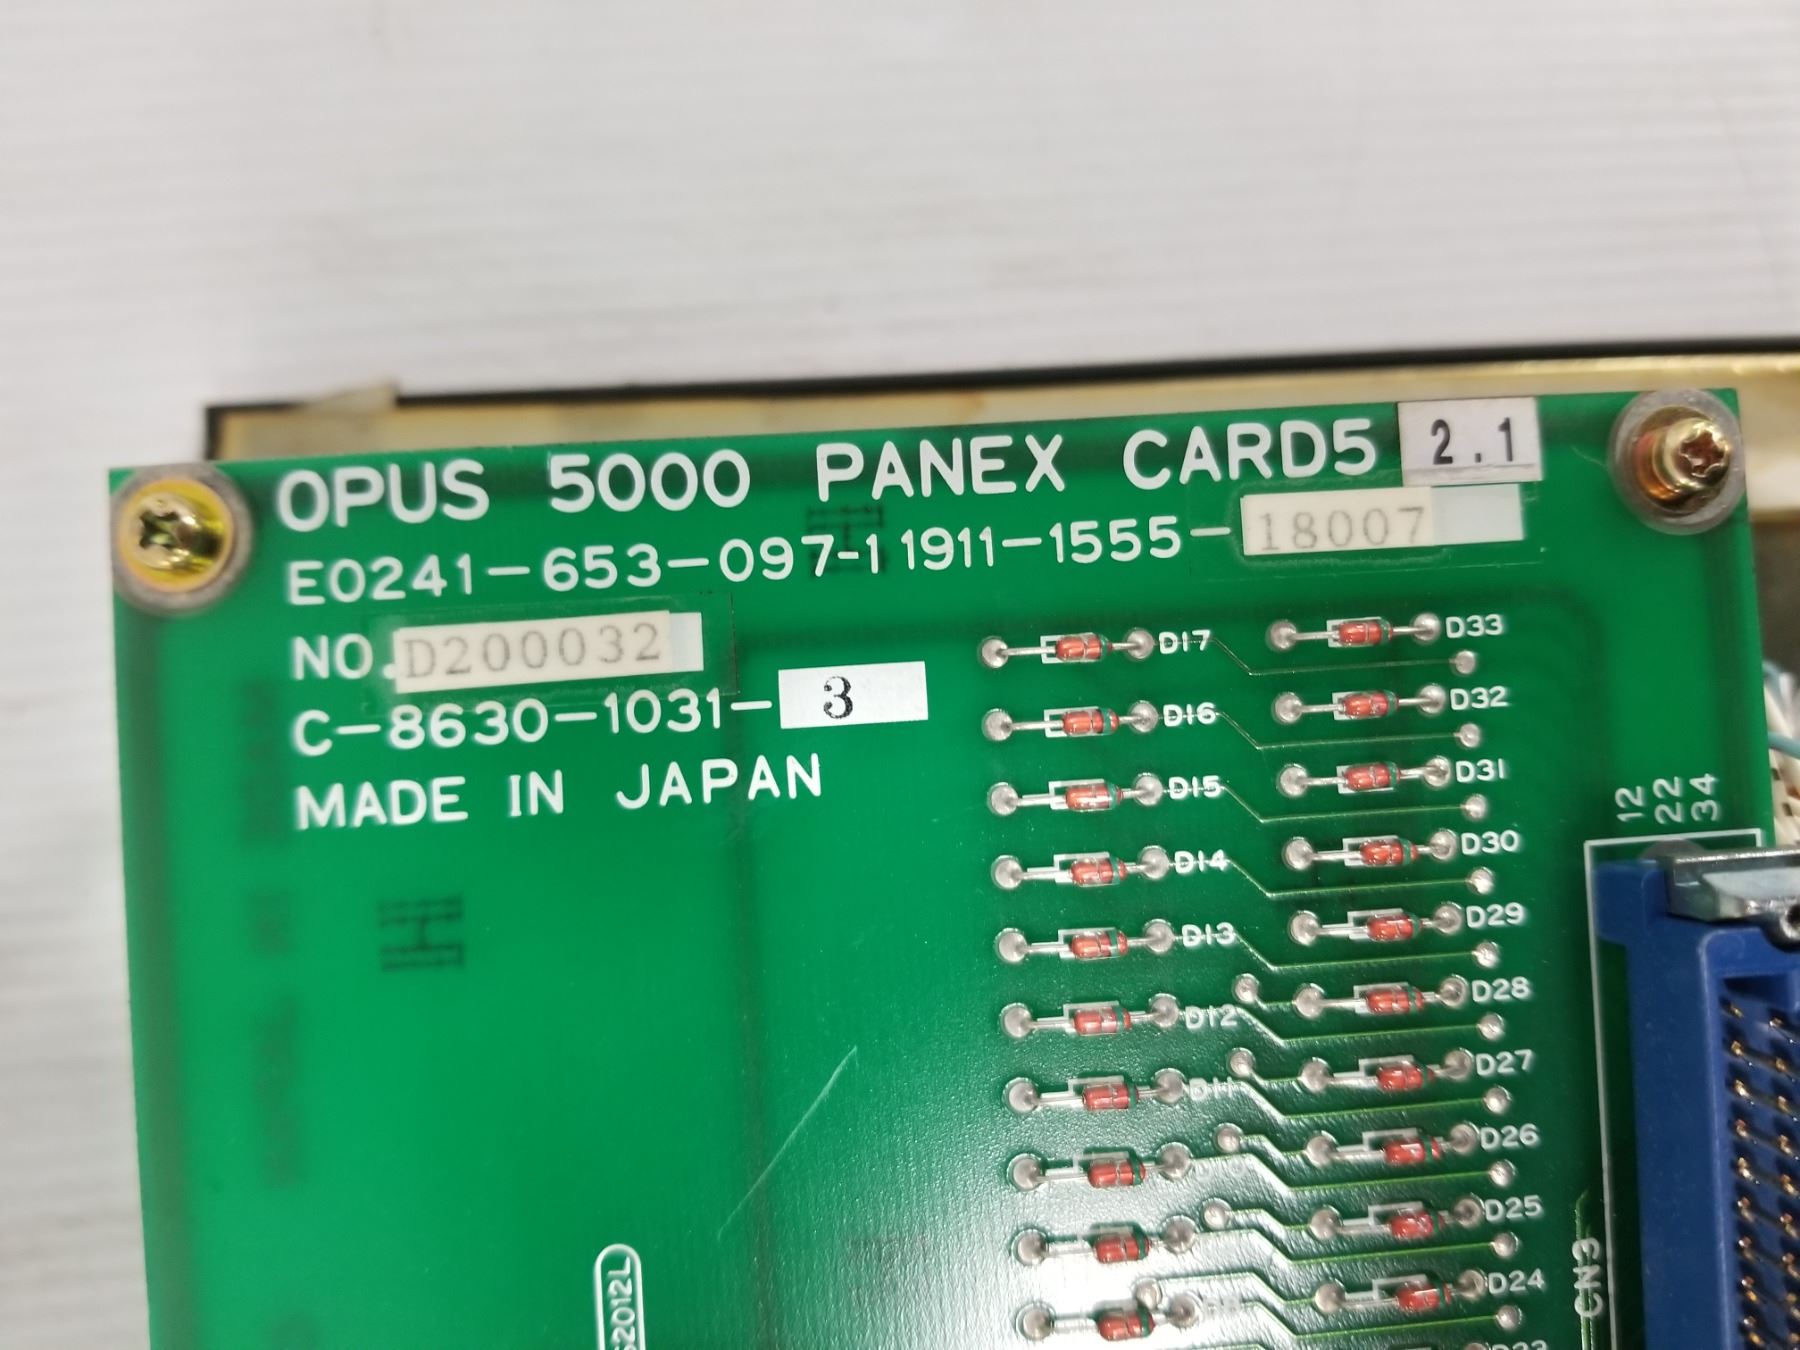 OPUS 5000 PANEX CARD5 2.1
E0241-653-097-1 1911-1555-18007
NO. D200032
C-8630-1031-3
MADE IN JAPAN
D17
D33
D16
D32
D15
D31
D14
D30
D13
D29
D12
D28
D11
D27
D26
D25
D24
12
22
34
CN3
S2012L